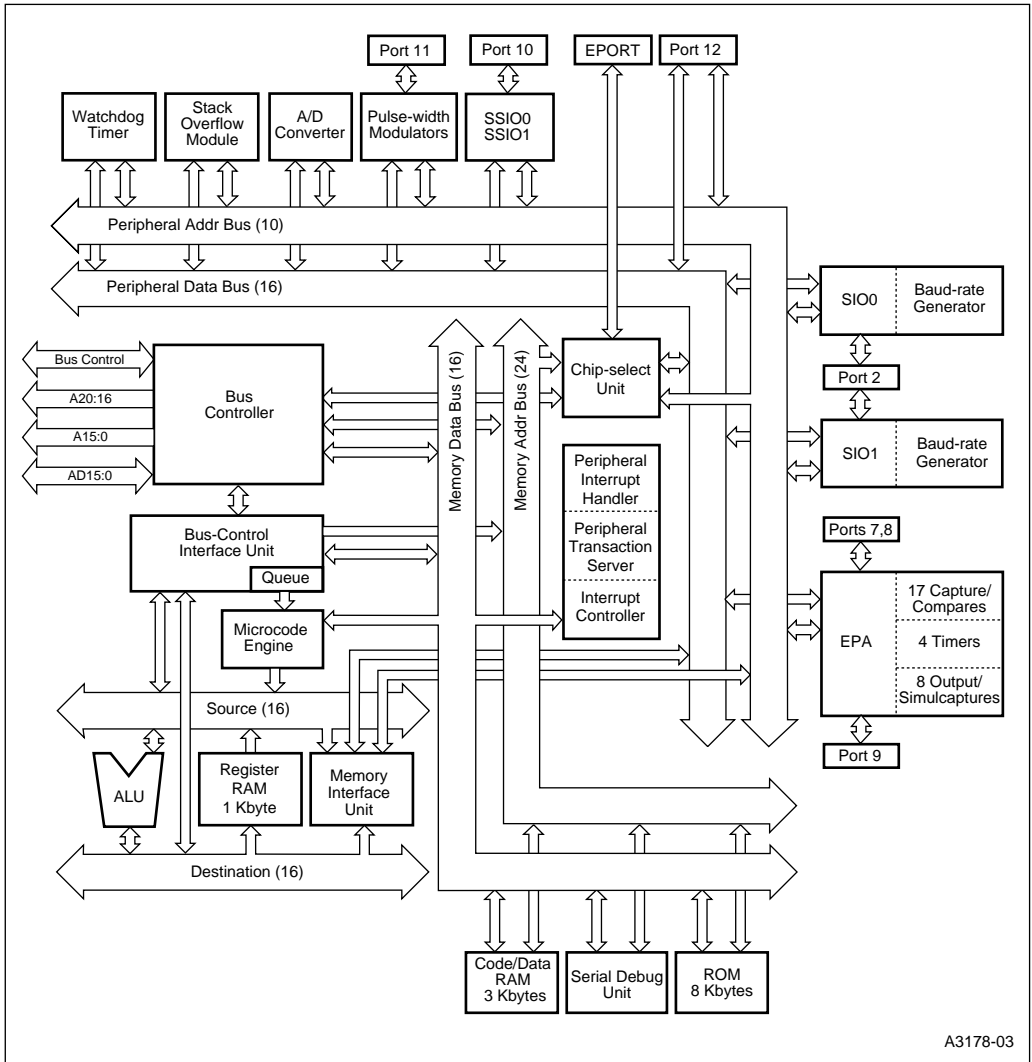 Port 11
Port 10
EPORT
Port 12
Watchdog
Timer
Stack
Overflow
Module
A/D
Converter
Pulse-width
Modulators
SSIO0
SSIO1
Peripheral Addr Bus (10)
Peripheral Data Bus (16)
SIO0
Baud-rate
Generator
Port 2
SIO1
Baud-rate
Generator
Bus Control
A20:16
A15:0
AD15:0
Bus
Controller
Memory Data Bus (16)
Memory Addr Bus (24)
Chip-select
Unit
Peripheral
Interrupt
Handler
Peripheral
Transaction
Server
Interrupt
Controller
Bus-Control
Interface Unit
Queue
Microcode
Engine
Ports 7,8
EPA
17 Capture/
Compares
4 Timers
8 Output/
Simulcaptures
Port 9
Source (16)
ALU
Register
RAM
1 Kbyte
Memory
Interface
Unit
Destination (16)
Code/Data
RAM
3 Kbytes
Serial Debug
Unit
ROM
8 Kbytes
A3178-03